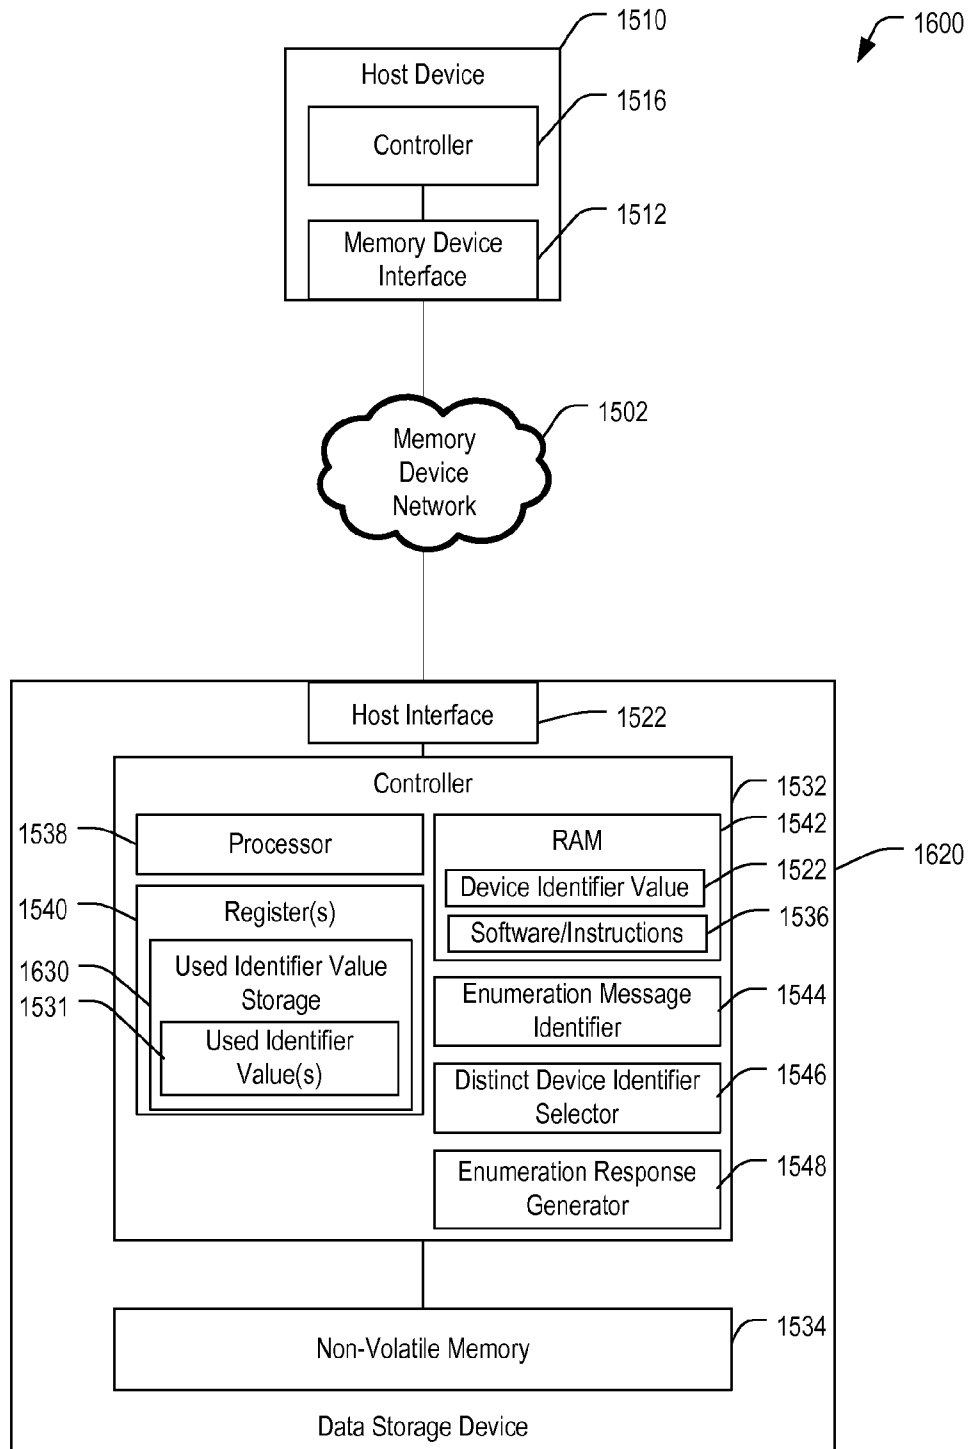 1600
1510
Host Device
1516
Controller
1512
Memory Device
Interface
1502
Memory
Device
Network
Host Interface
1522
Controller
1532
1538
Processor
1542
RAM
1620
Device Identifier Value
1522
1540
Register(s)
Software/Instructions
1536
1630
Used Identifier Value
Storage
1531
Used Identifier
Value(s)
Enumeration Message
Identifier
1544
Distinct Device Identifier
Selector
1546
Enumeration Response
Generator
1548
Non-Volatile Memory
1534
Data Storage Device